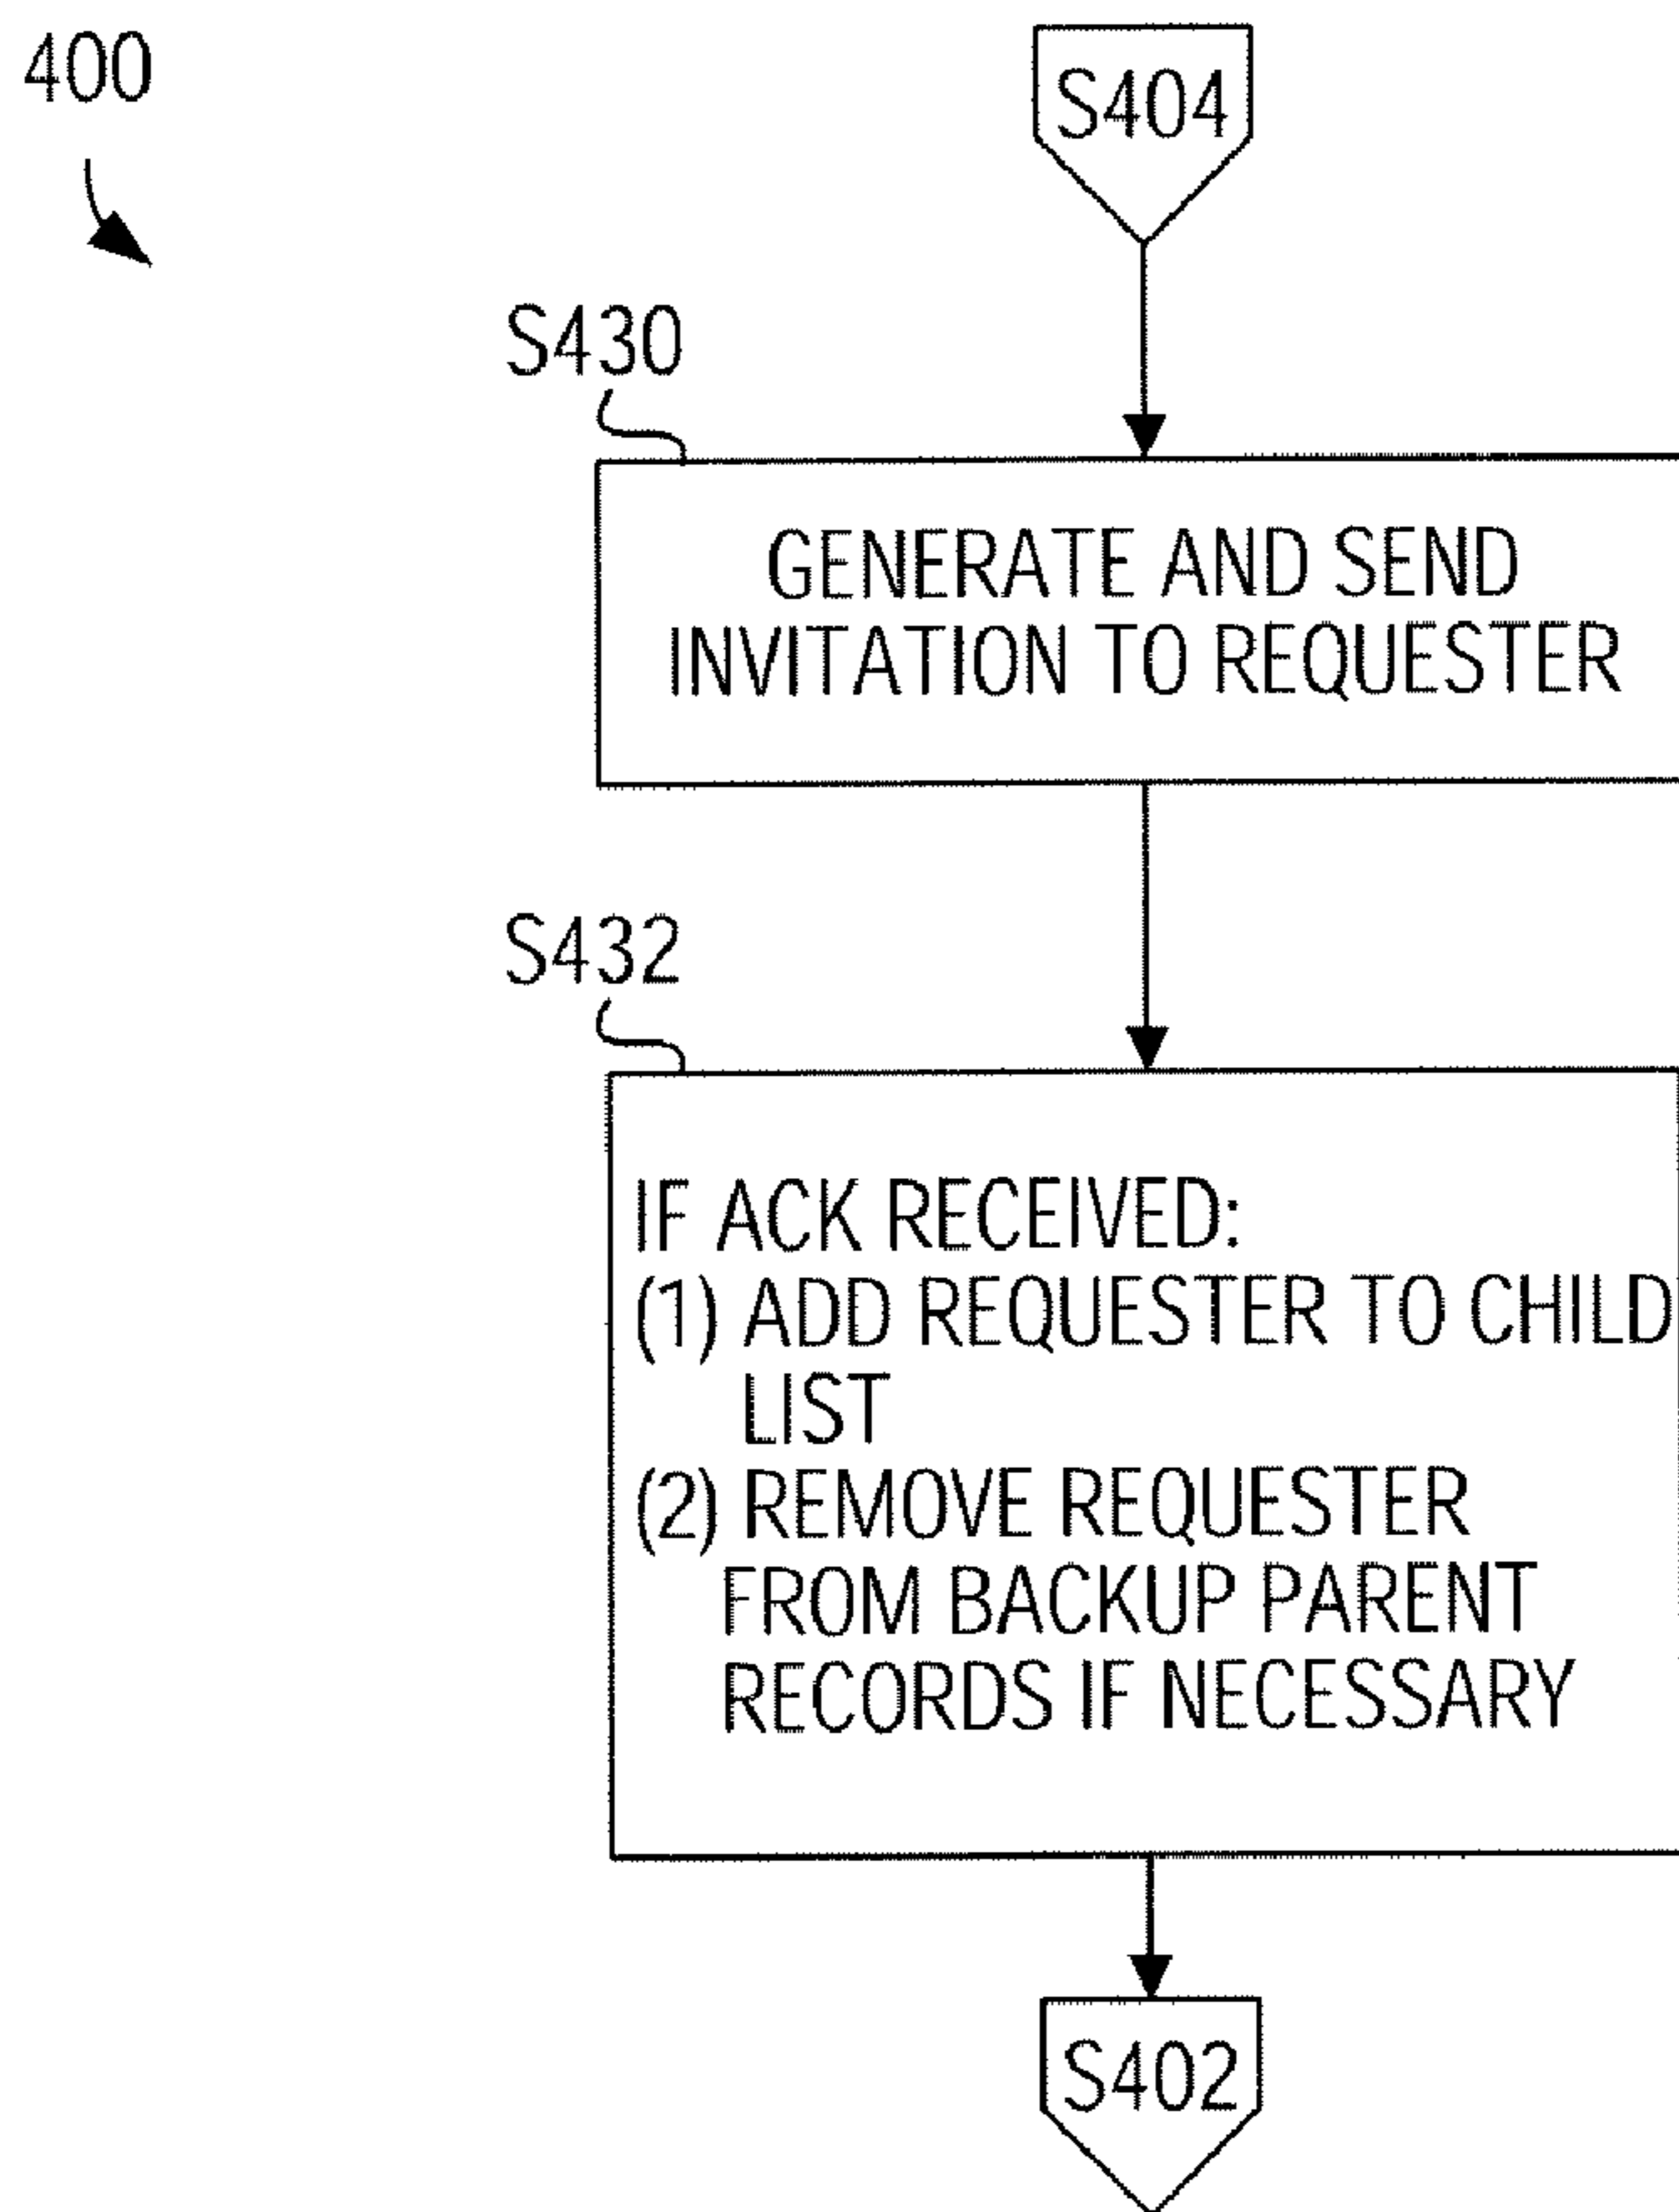 400
S404
S430
GENERATE AND SEND
INVITATION TO REQUESTER
S432
IF ACK RECEIVED:
(1) ADD REQUESTER TO CHILD
LIST
(2) REMOVE REQUESTER
FROM BACKUP PARENT
RECORDS IF NECESSARY
S402